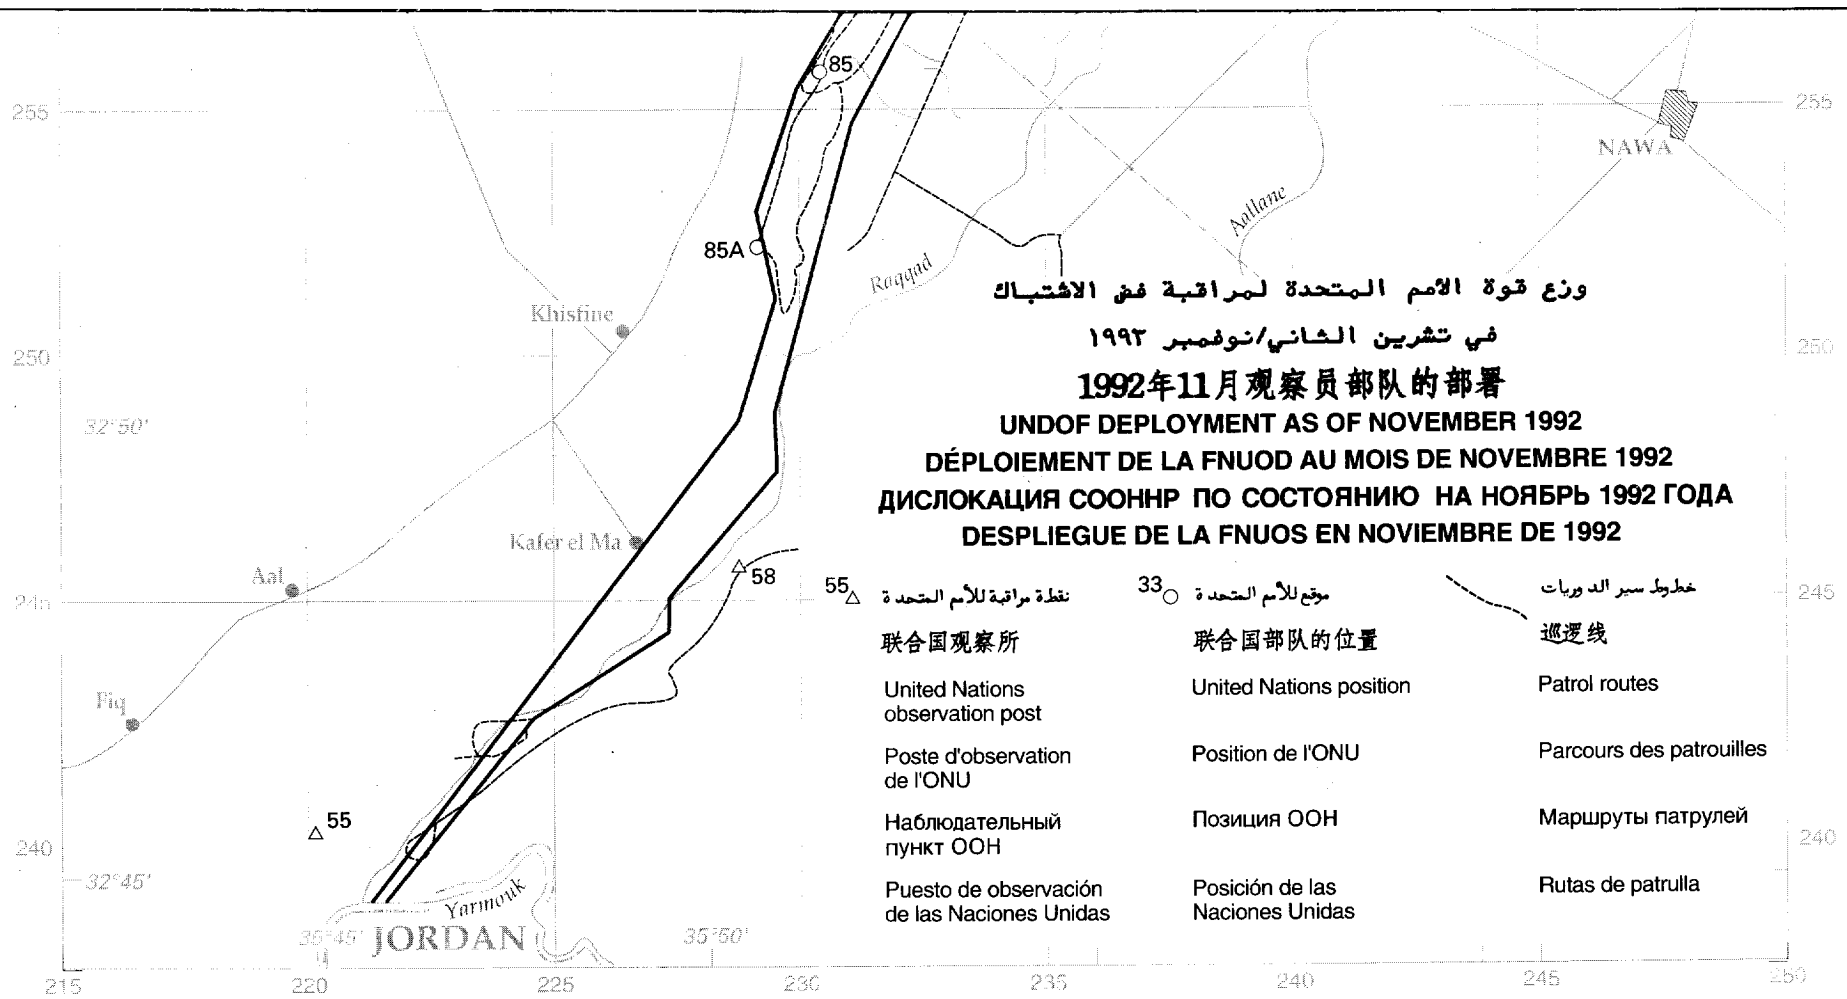 85
255
255
NAWA
Aallane
85A
Raqqad
Khisfine
وزع قوة الأمم المتحدة لمراقبة فض الاشتباك
في تشرين الثاني/نوفمبر ١٩٩٢
250
250
1992年11月观察员部队的部署
32°50'
UNDOF DEPLOYMENT AS OF NOVEMBER 1992
DÉPLOIEMENT DE LA FNUOD AU MOIS DE NOVEMBRE 1992
ДИСЛОКАЦИЯ СООННР ПО СОСТОЯНИЮ НА НОЯБРЬ 1992 ГОДА
DESPLIEGUE DE LA FNUOS EN NOVIEMBRE DE 1992
Kafer el Ma
Aal
58
245
245
55
نقطة مراقبة للأمم المتحدة
联合国观察所
United Nations
observation post
Poste d'observation
de l'ONU
Наблюдательный
пункт ООН
Puesto de observación
de las Naciones Unidas
33
موقع للأمم المتحدة
联合国部队的位置
United Nations position
Position de l'ONU
Позиция ООН
Posición de las
Naciones Unidas
خطوط سير الدوريات
巡逻线
Patrol routes
Parcours des patrouilles
Маршруты патрулей
Rutas de patrulla
Fiq
55
240
240
32°45'
Yarmouk
35°45'
JORDAN
35°50'
215
220
225
230
235
240
245
250